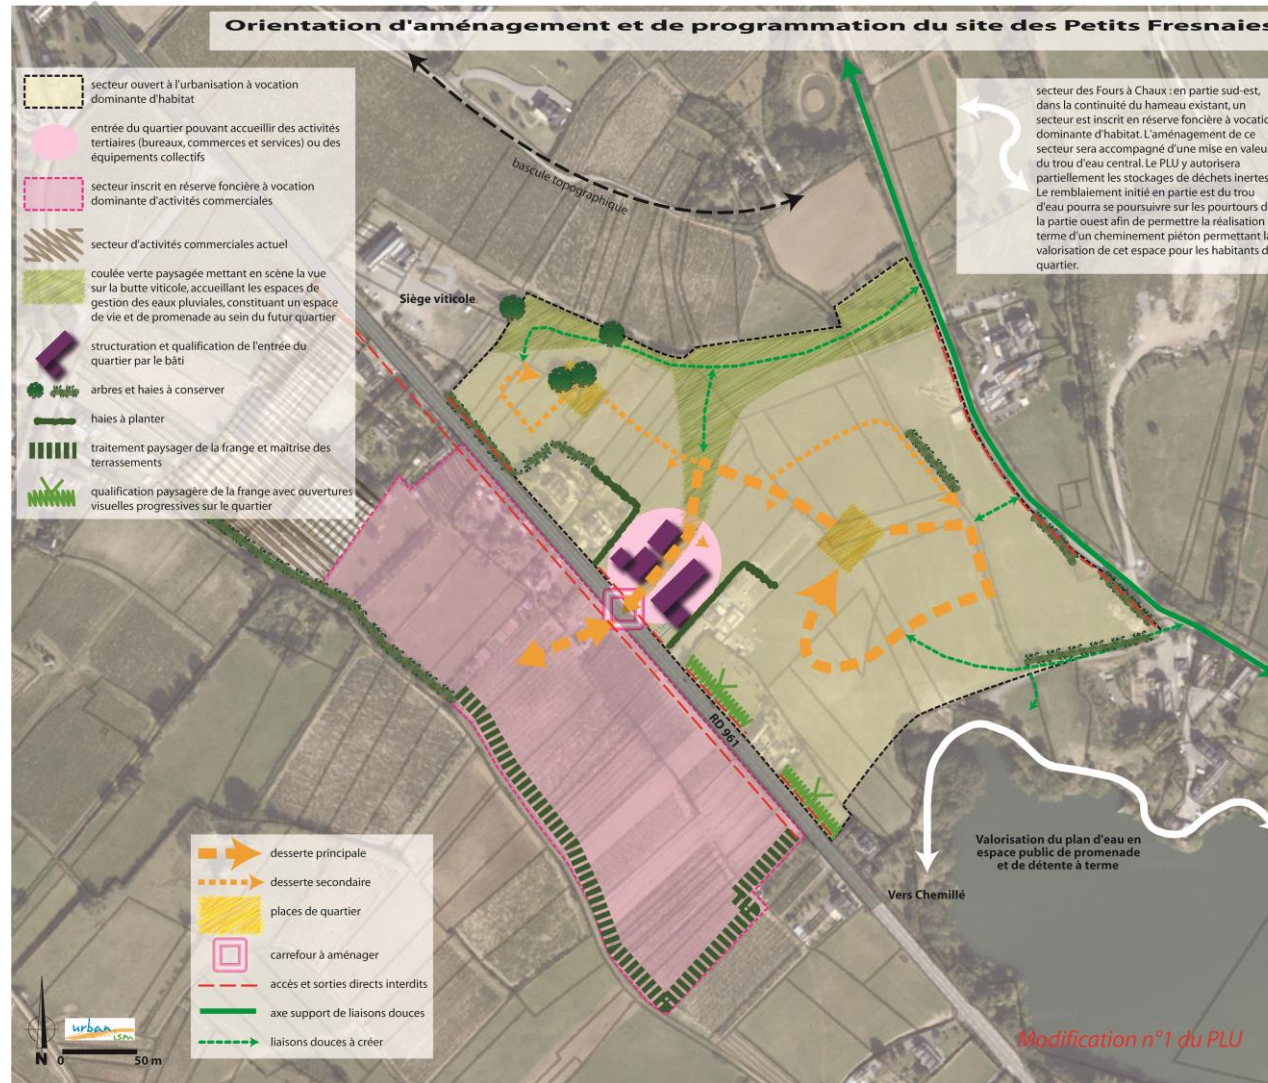 Orientation d'aménagement et de programmation du site des Petits Fresnaies
secteur ouvert à l'urbanisation à vocation
dominante d'habitat
entrée du quartier pouvant accueillir des activités
tertiaires (bureaux, commerces et services) ou des
équipements collectifs
secteur inscrit en réserve foncière à vocation
dominante d'activités commerciales
secteur d'activités commerciales actuel
coulée verte paysagée mettant en scène la vue
sur la butte viticole, accueillant les espaces de
gestion des eaux pluviales, constituant un espace
de vie et de promenade au sein du futur quartier
structuration et qualification de l'entrée du
quartier par le bâti
arbres et haies à conserver
haies à planter
traitement paysager de la frange et maîtrise des
terrassements
qualification paysagère de la frange avec ouvertures
visuelles progressives sur le quartier
secteur des Fours à Chaux : en partie sud-est,
dans la continuité du hameau existant, un
secteur est inscrit en réserve foncière à vocatio
dominante d'habitat. L'aménagement de ce
secteur sera accompagné d'une mise en valeu
du trou d'eau central. Le PLU y autorisera
partiellement les stockages de déchets inertes
Le remblaiement initié en partie est du trou
d'eau pourra se poursuivre sur les pourtours d
la partie ouest afin de permettre la réalisation
terme d'un cheminement piéton permettant la
valorisation de cet espace pour les habitants d
quartier.
bascule topographique
Siège viticole
RD 961
Valorisation du plan d'eau en
espace public de promenade
et de détente à terme
Vers Chemillé
desserte principale
desserte secondaire
places de quartier
carrefour à aménager
accès et sorties directs interdits
axe support de liaisons douces
liaisons douces à créer
urban
ism
N 0 50 m
Modification n°1 du PLU